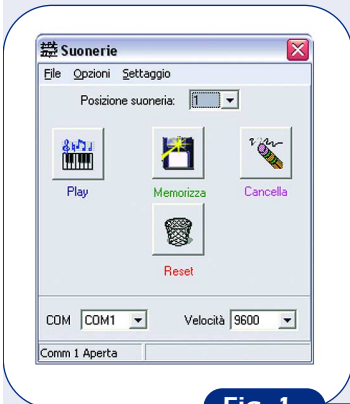 Suonerie
File Opzioni Settaggio
Posizione suoneria: 1
Play
Memorizza
Cancella
Reset
COM COM1 Velocità 9600
Comm 1 Aperta
Fig. 1